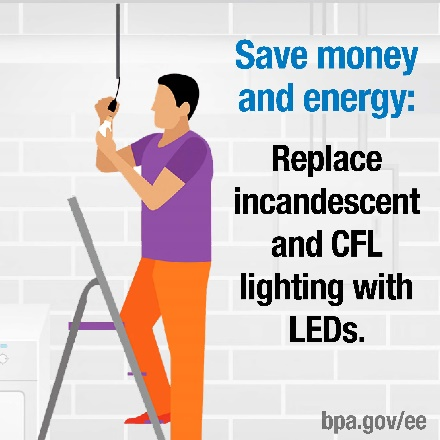 Save money
and energy:
Replace
incandescent
and CFL
lighting with
LEDs.
bpa.gov/ee